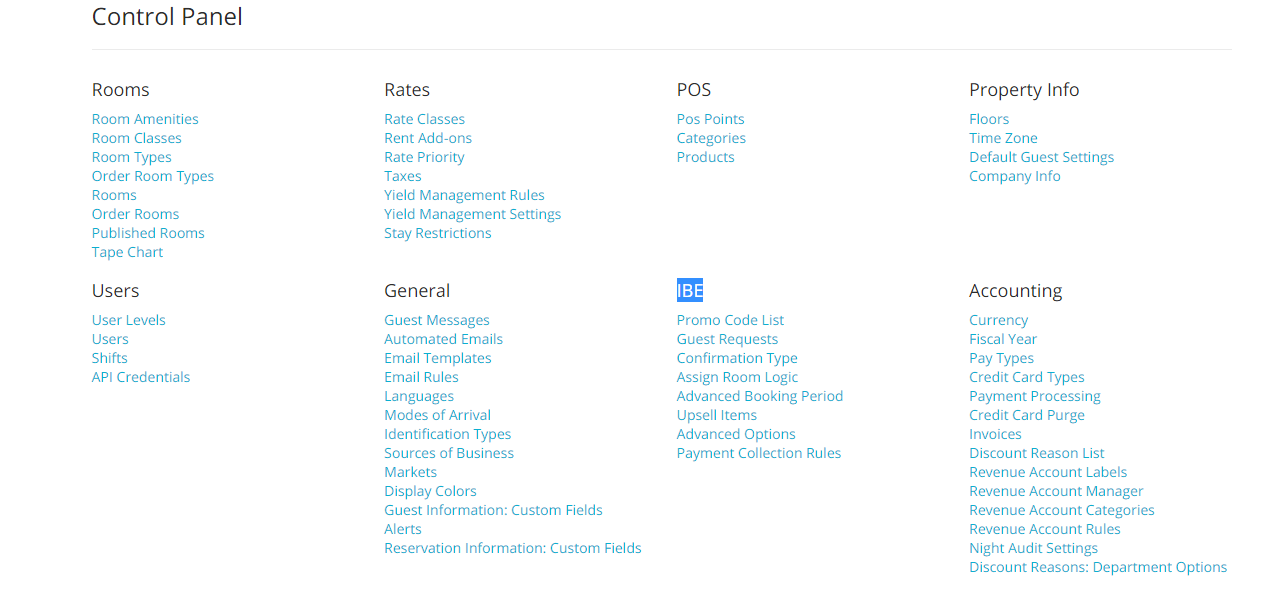 Control Panel
Rooms
Room Amenities
Room Classes
Room Types
Order Room Types
Rooms
Order Rooms
Published Rooms
Tape Chart
Rates
Rate Classes
Rent Add-ons
Rate Priority
Taxes
Yield Management Rules
Yield Management Settings
Stay Restrictions
POS
Pos Points
Categories
Products
Property Info
Floors
Time Zone
Default Guest Settings
Company Info
Users
User Levels
Users
Shifts
API Credentials
General
Guest Messages
Automated Emails
Email Templates
Email Rules
Languages
Modes of Arrival
Identification Types
Sources of Business
Markets
Display Colors
Guest Information: Custom Fields
Alerts
Reservation Information: Custom Fields
IBE
Promo Code List
Guest Requests
Confirmation Type
Assign Room Logic
Advanced Booking Period
Upsell Items
Advanced Options
Payment Collection Rules
Accounting
Currency
Fiscal Year
Pay Types
Credit Card Types
Payment Processing
Credit Card Purge
Invoices
Discount Reason List
Revenue Account Labels
Revenue Account Manager
Revenue Account Categories
Revenue Account Rules
Night Audit Settings
Discount Reasons: Department Options